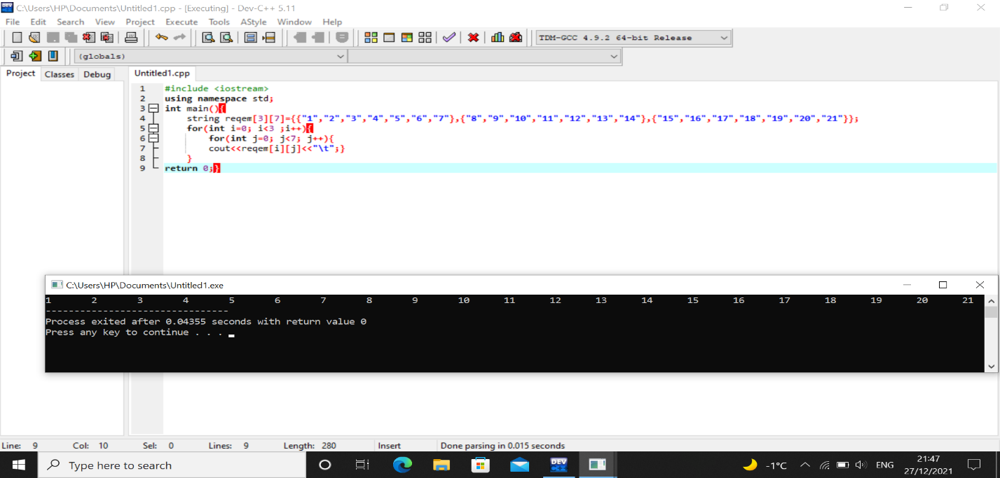 C:\Users\HP\Documents\Untitled1.cpp - [Executing] - Dev-C++ 5.11
File Edit Search View Project Execute Tools AStyle Window Help
TDM-GCC 4.9.2 64-bit Release
(globals)
Project Classes Debug Untitled1.cpp
1 #include <iostream>
2 using namespace std;
3 int main(){
4 string reqem[3][7]={{"1","2","3","4","5","6","7"},{"8","9","10","11","12","13","14"},{"15","16","17","18","19","20","21"}};
5 for(int i=0; i<3 ;i++){
6 for(int j=0; j<7; j++){
7 cout<<reqem[i][j]<<"\t";}
8 }
9 return 0;}
C:\Users\HP\Documents\Untitled1.exe
1 2 3 4 5 6 7 8 9 10 11 12 13 14 15 16 17 18 19 20 21
--------------------------------
Process exited after 0.04355 seconds with return value 0
Press any key to continue . . .
Line: 9 Col: 10 Sel: 0 Lines: 9 Length: 280 Insert Done parsing in 0.015 seconds
Type here to search DEV -1°C ENG 21:47
27/12/2021